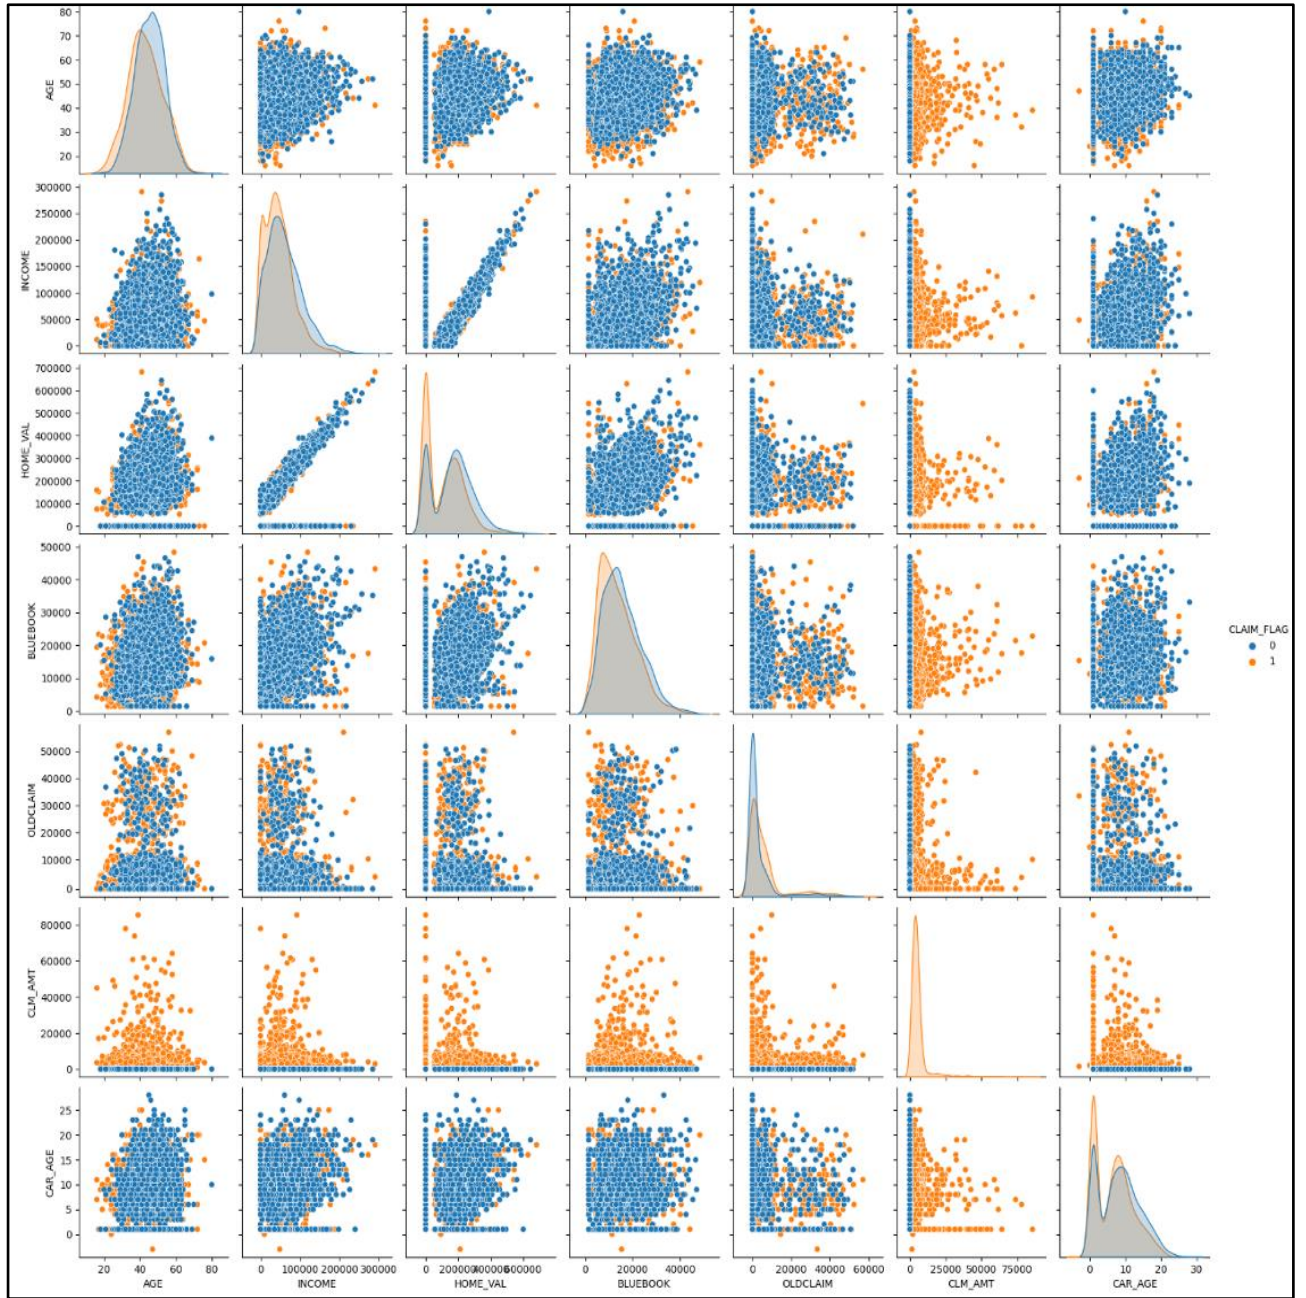 AGE
80
70
60
50
40
30
20
INCOME
300000
250000
200000
150000
100000
50000
0
HOME_VAL
700000
600000
500000
400000
300000
200000
100000
0
BLUEBOOK
50000
40000
30000
20000
10000
0
CLAIM_FLAG
0
1
OLDCLAIM
50000
40000
30000
20000
10000
0
CLM_AMT
80000
60000
40000
20000
0
CAR_AGE
25
20
15
10
5
0
20 40 60 80
0 100000 200000 300000
0 200000 400000 600000
0 20000 40000
0 20000 40000 60000
0 25000 50000 75000
0 10 20 30
AGE
INCOME
HOME_VAL
BLUEBOOK
OLDCLAIM
CLM_AMT
CAR_AGE